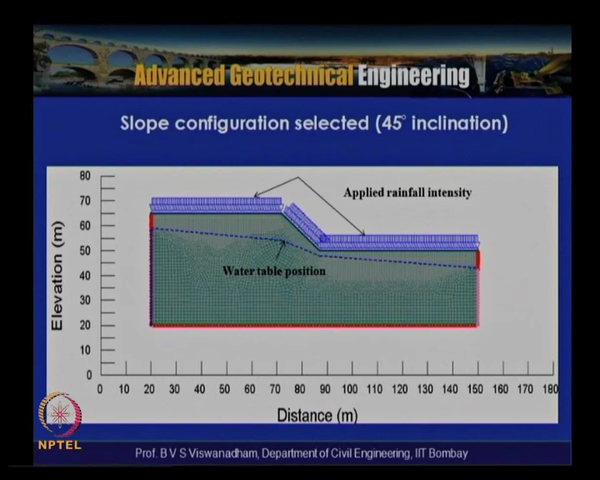 Advanced Geotechnical Engineering
Slope configuration selected (45° inclination)
80
70
60
50
40
30
20
10
0
Elevation (m)
Applied rainfall intensity
Water table position
0 10 20 30 40 50 60 70 80 90 100 110 120 130 140 150 160 170 180
Distance (m)
NPTEL
Prof. B V S Viswanadham, Department of Civil Engineering, IIT Bombay